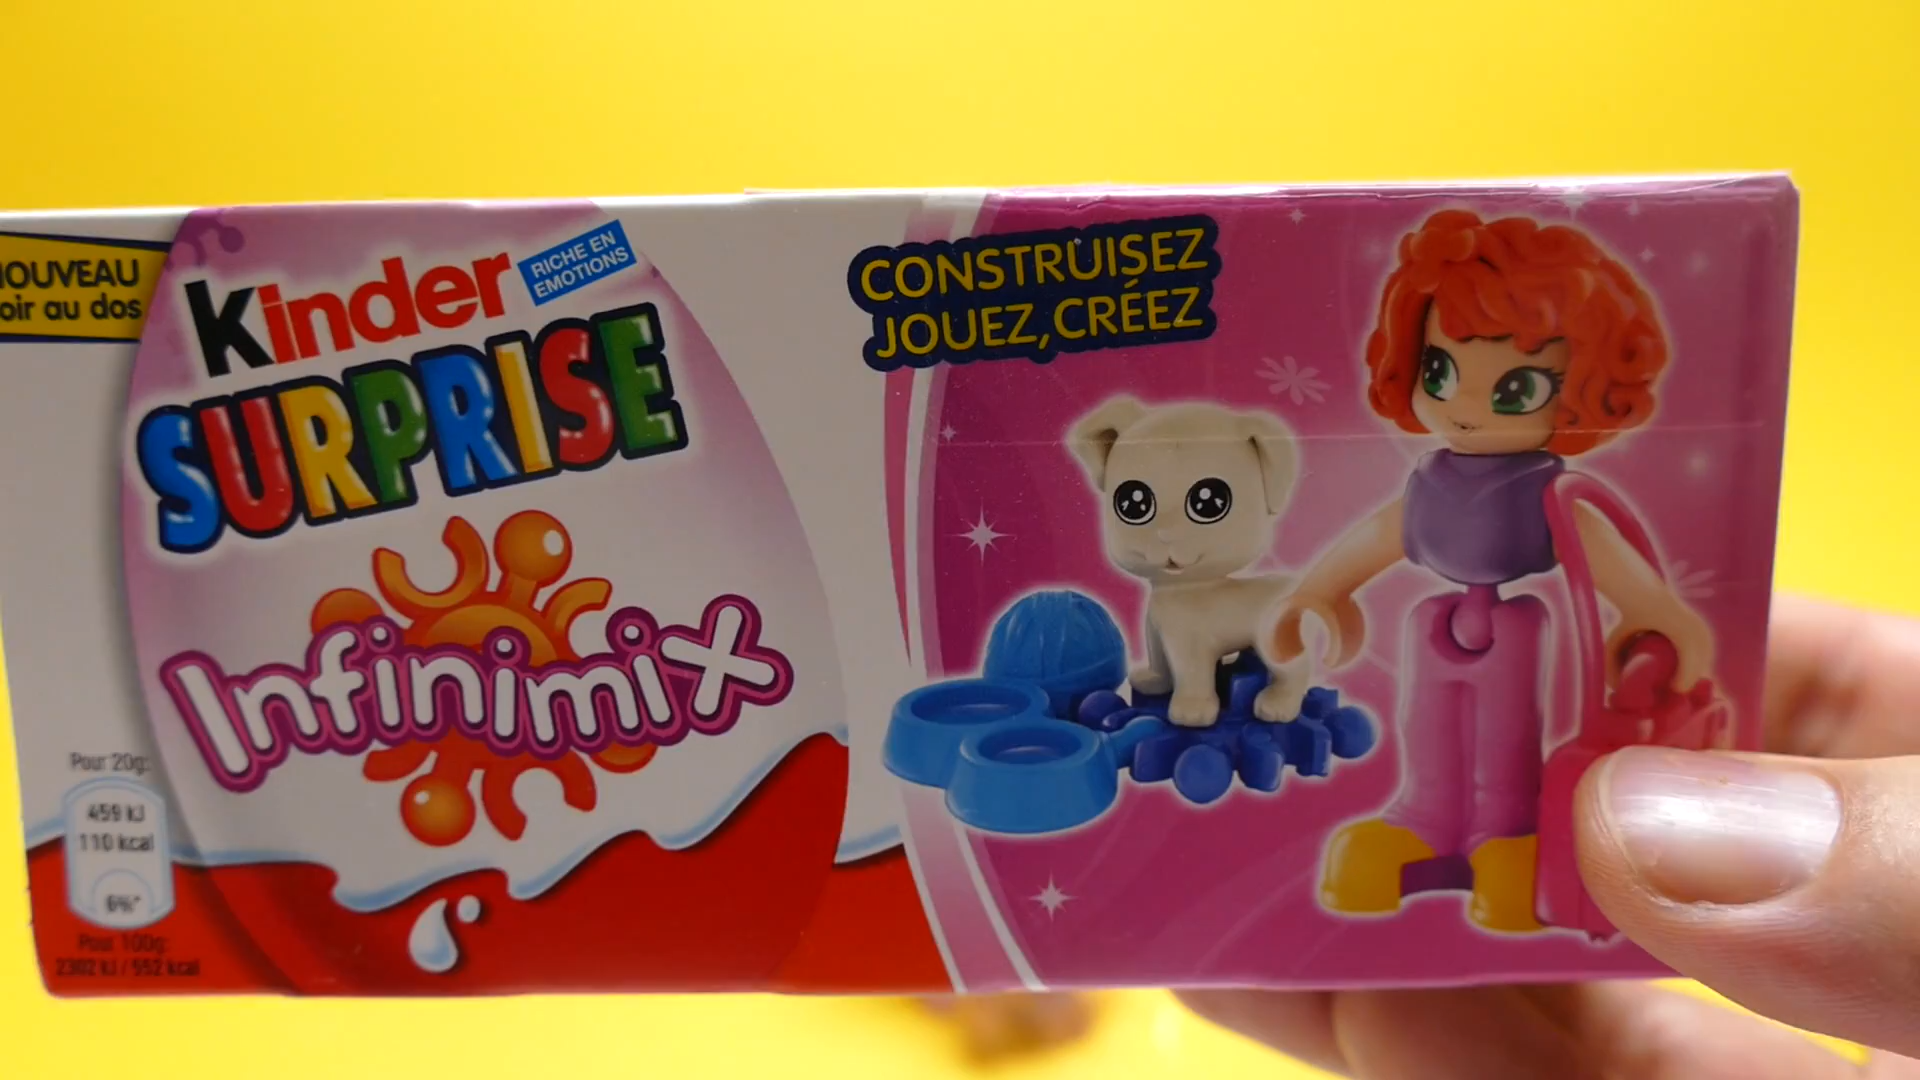 NOUVEAU
oir au dos
Kinder
RICHE EN
EMOTIONS
SURPRISE
Infinimix
CONSTRUISEZ
JOUEZ, CRÉEZ
Pour 20g:
459 kJ
110 kcal
6%*
Pour 100g:
2302 kJ / 552 kcal